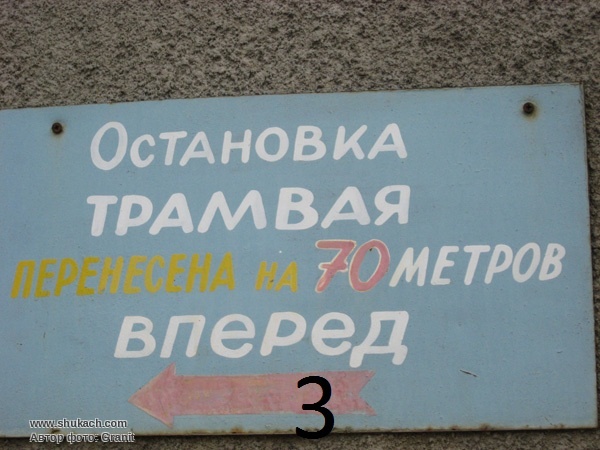 Остановка
трамвая
перенесена на 70 метров
вперед
3
www.shukach.com
Автор фото: Granit